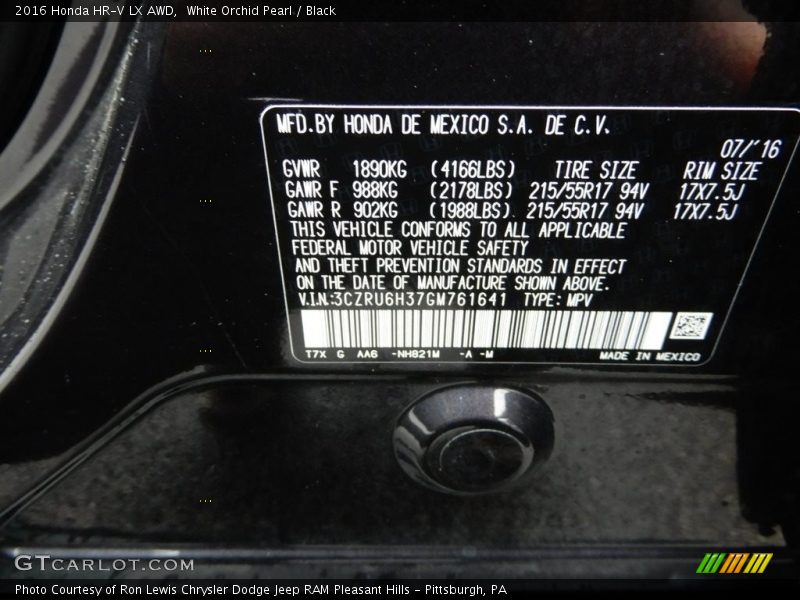 2016 Honda HR-V LX AWD,  White Orchid Pearl / Black
MFD.BY HONDA DE MEXICO S.A. DE C.V.
07/'16
GVWR 1890KG (4166LBS) TIRE SIZE RIM SIZE
GAWR F 988KG (2178LBS) 215/55R17 94V 17X7.5J
GAWR R 902KG (1988LBS) 215/55R17 94V 17X7.5J
THIS VEHICLE CONFORMS TO ALL APPLICABLE
FEDERAL MOTOR VEHICLE SAFETY
AND THEFT PREVENTION STANDARDS IN EFFECT
ON THE DATE OF MANUFACTURE SHOWN ABOVE.
V.I.N.:3CZRU6H37GM761641 TYPE: MPV
T7X G AA6 -NH821M -A -M MADE IN MEXICO
GTCARLOT.COM
Photo Courtesy of Ron Lewis Chrysler Dodge Jeep RAM Pleasant Hills - Pittsburgh, PA